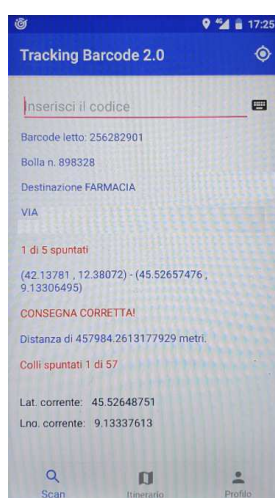 17:25
Tracking Barcode 2.0
Inserisci il codice
Barcode letto: 256282901
Bolla n. 898328
Destinazione FARMACIA
VIA
1 di 5 spuntati
(42.13781 , 12.38072) - (45.52657476 ,
9.13306495)
CONSEGNA CORRETTA!
Distanza di 457984.2613177929 metri.
Colli spuntati 1 di 57
Lat. corrente: 45.52648751
Lno. corrente: 9.13337613
Scan Itinerario Profilo